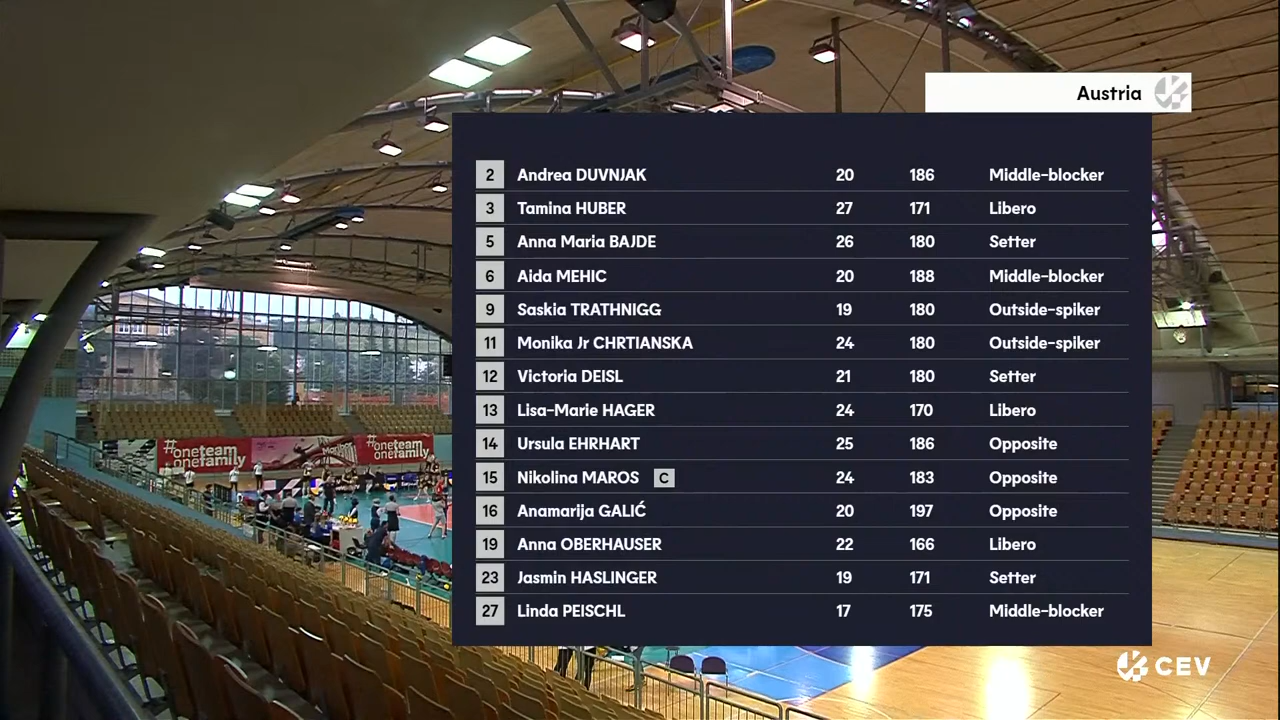 Austria
2 Andrea DUVNJAK 20 186 Middle-blocker
3 Tamina HUBER 27 171 Libero
5 Anna Maria BAJDE 26 180 Setter
6 Aida MEHIC 20 188 Middle-blocker
9 Saskia TRATHNIGG 19 180 Outside-spiker
11 Monika Jr CHRTIANSKA 24 180 Outside-spiker
12 Victoria DEISL 21 180 Setter
13 Lisa-Marie HAGER 24 170 Libero
14 Ursula EHRHART 25 186 Opposite
15 Nikolina MAROS C 24 183 Opposite
16 Anamarija GALIĆ 20 197 Opposite
19 Anna OBERHAUSER 22 166 Libero
23 Jasmin HASLINGER 19 171 Setter
27 Linda PEISCHL 17 175 Middle-blocker
#oneteam
onefamily
#oneteam
onefamily
CEV